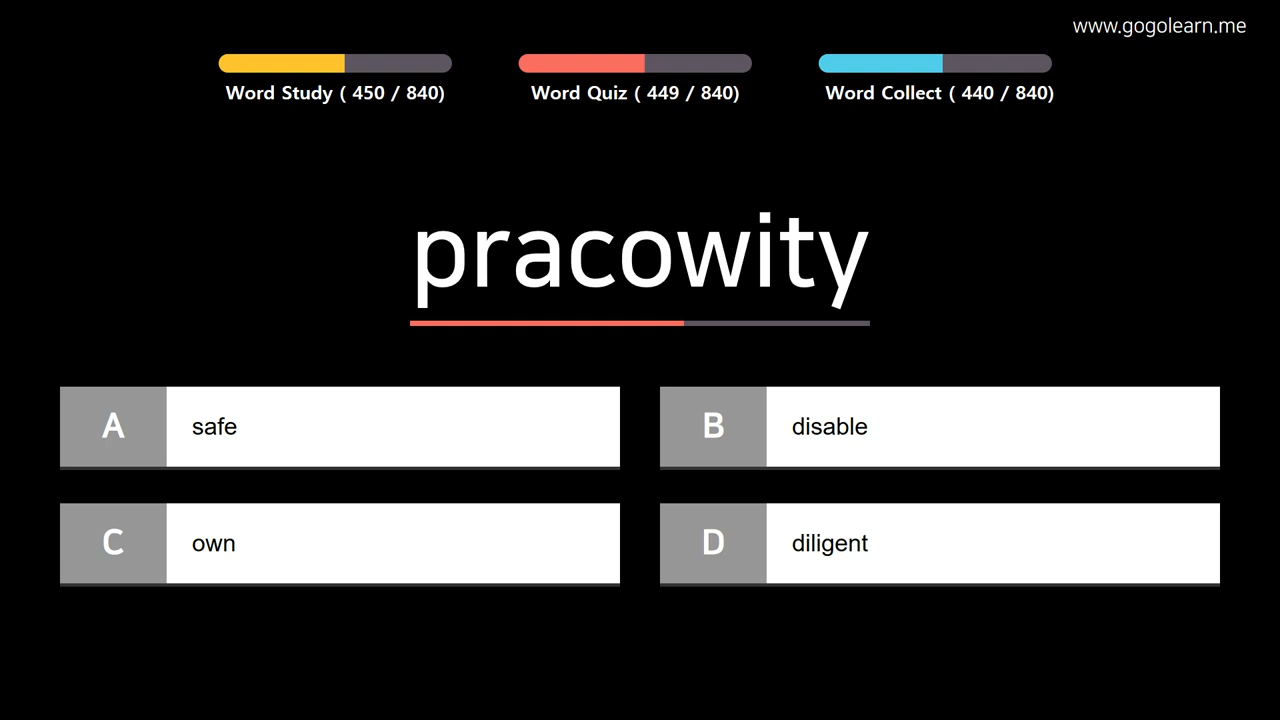 www.gogolearn.me
Word Study ( 450 / 840)
Word Quiz ( 449 / 840)
Word Collect ( 440 / 840)
pracowity
A safe
B disable
C own
D diligent